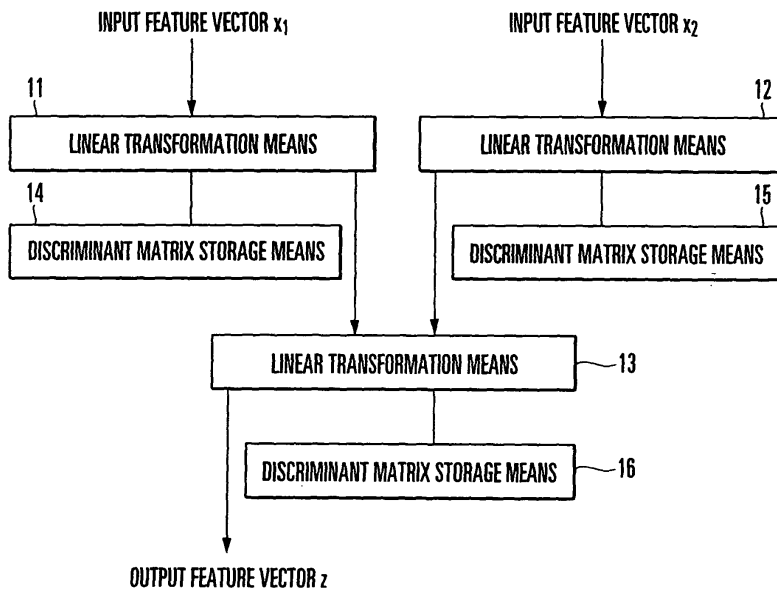 INPUT FEATURE VECTOR x₁
INPUT FEATURE VECTOR x₂
11
12
LINEAR TRANSFORMATION MEANS
LINEAR TRANSFORMATION MEANS
14
15
DISCRIMINANT MATRIX STORAGE MEANS
DISCRIMINANT MATRIX STORAGE MEANS
LINEAR TRANSFORMATION MEANS
13
DISCRIMINANT MATRIX STORAGE MEANS
16
OUTPUT FEATURE VECTOR z